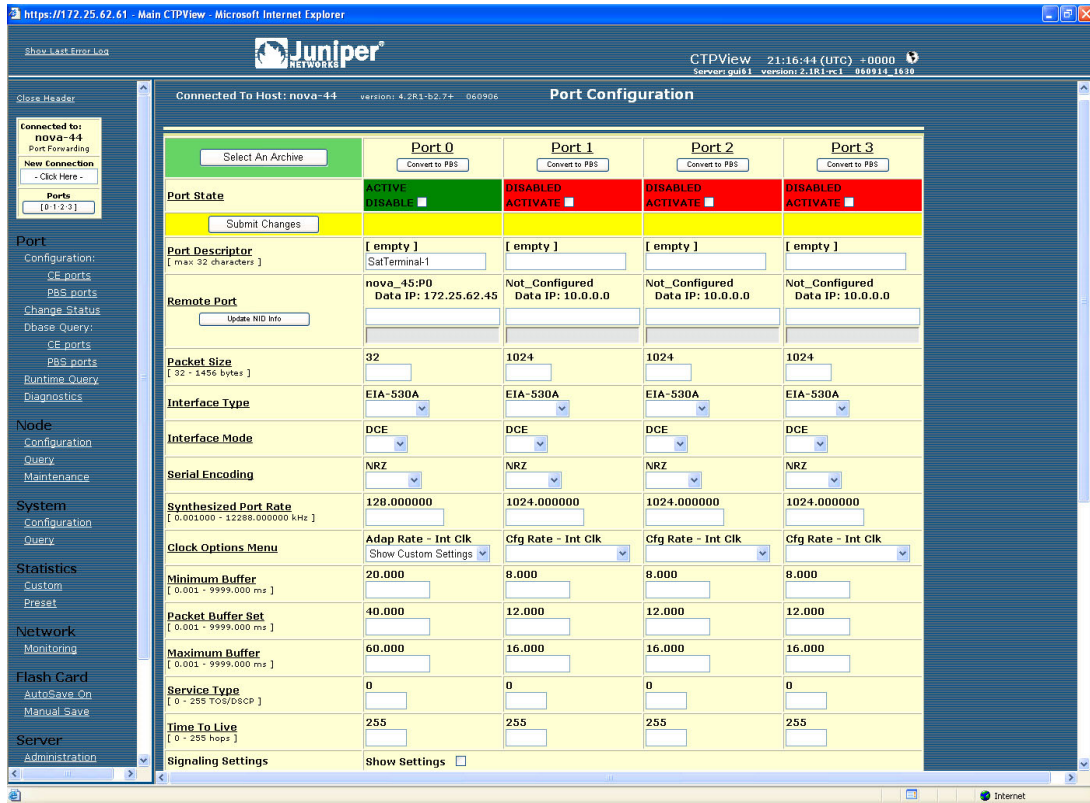 https://172.25.62.61 - Main CTPView - Microsoft Internet Explorer
Show Last Error Log
Juniper
NETWORKS
CTPView 21:16:44 (UTC) +0000
Server: gui61 version: 2.1R1-rc1 060914_1630
Close Header
Connected to:
nova-44
Port Forwarding
New Connection
- Click Here -
Ports
[0-1-2-3]
Port
Configuration:
CE ports
PBS ports
Change Status
Dbase Query:
CE ports
PBS ports
Runtime Query
Diagnostics
Node
Configuration
Query
Maintenance
System
Configuration
Query
Statistics
Custom
Preset
Network
Monitoring
Flash Card
AutoSave On
Manual Save
Server
Administration
Connected To Host: nova-44 version: 4.2R1-b2.7+ 060906 Port Configuration
Select An Archive Port 0 Port 1 Port 2 Port 3
Convert to PBS Convert to PBS Convert to PBS Convert to PBS
Port State ACTIVE DISABLED DISABLED DISABLED
DISABLE ACTIVATE ACTIVATE ACTIVATE
Submit Changes
Port Descriptor [ empty ] [ empty ] [ empty ] [ empty ]
[ max 32 characters ] SatTerminal-1
Remote Port nova_45:P0 Not_Configured Not_Configured Not_Configured
Data IP: 172.25.62.45 Data IP: 10.0.0.0 Data IP: 10.0.0.0 Data IP: 10.0.0.0
Update NID Info
Packet Size 32 1024 1024 1024
[ 32 - 1456 bytes ]
Interface Type EIA-530A EIA-530A EIA-530A EIA-530A
Interface Mode DCE DCE DCE DCE
Serial Encoding NRZ NRZ NRZ NRZ
Synthesized Port Rate 128.000000 1024.000000 1024.000000 1024.000000
[ 0.001000 - 12288.000000 kHz ]
Clock Options Menu Adap Rate - Int Clk Cfg Rate - Int Clk Cfg Rate - Int Clk Cfg Rate - Int Clk
Show Custom Settings
Minimum Buffer 20.000 8.000 8.000 8.000
[ 0.001 - 9999.000 ms ]
Packet Buffer Set 40.000 12.000 12.000 12.000
[ 0.001 - 9999.000 ms ]
Maximum Buffer 60.000 16.000 16.000 16.000
[ 0.001 - 9999.000 ms ]
Service Type 0 0 0 0
[ 0 - 255 TOS/DSCP ]
Time To Live 255 255 255 255
[ 0 - 255 hops ]
Signaling Settings Show Settings
Internet